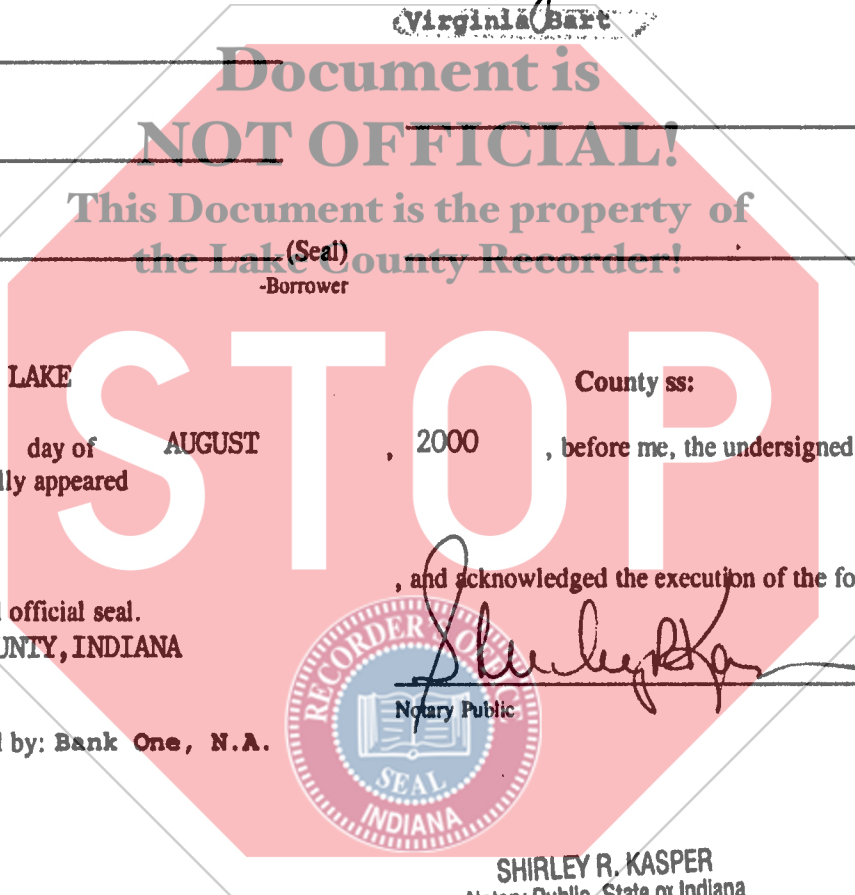 Virginia Bart
Document is
NOT OFFICIAL!
This Document is the property of
the Lake County Recorder!
(Seal)
-Borrower
STOP
LAKE County ss:
day of AUGUST , 2000 , before me, the undersigned
lly appeared
, and acknowledged the execution of the fo
official seal.
UNTY, INDIANA
Shirley R Kas
Notary Public
by: Bank One, N.A.
RECORDER'S OFFICE
SEAL
INDIANA
SHIRLEY R. KASPER
Notary Public, State of Indiana